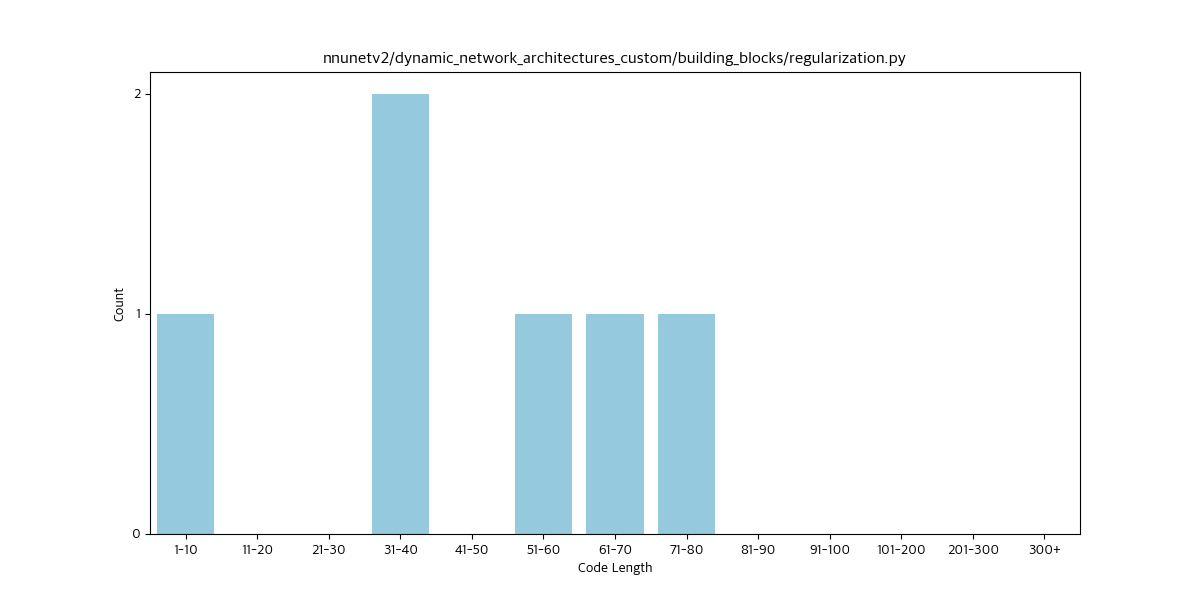 nnunetv2/dynamic_network_architectures_custom/building_blocks/regularization.py
2
1
0
Count
1-10 11-20 21-30 31-40 41-50 51-60 61-70 71-80 81-90 91-100 101-200 201-300 300+
Code Length